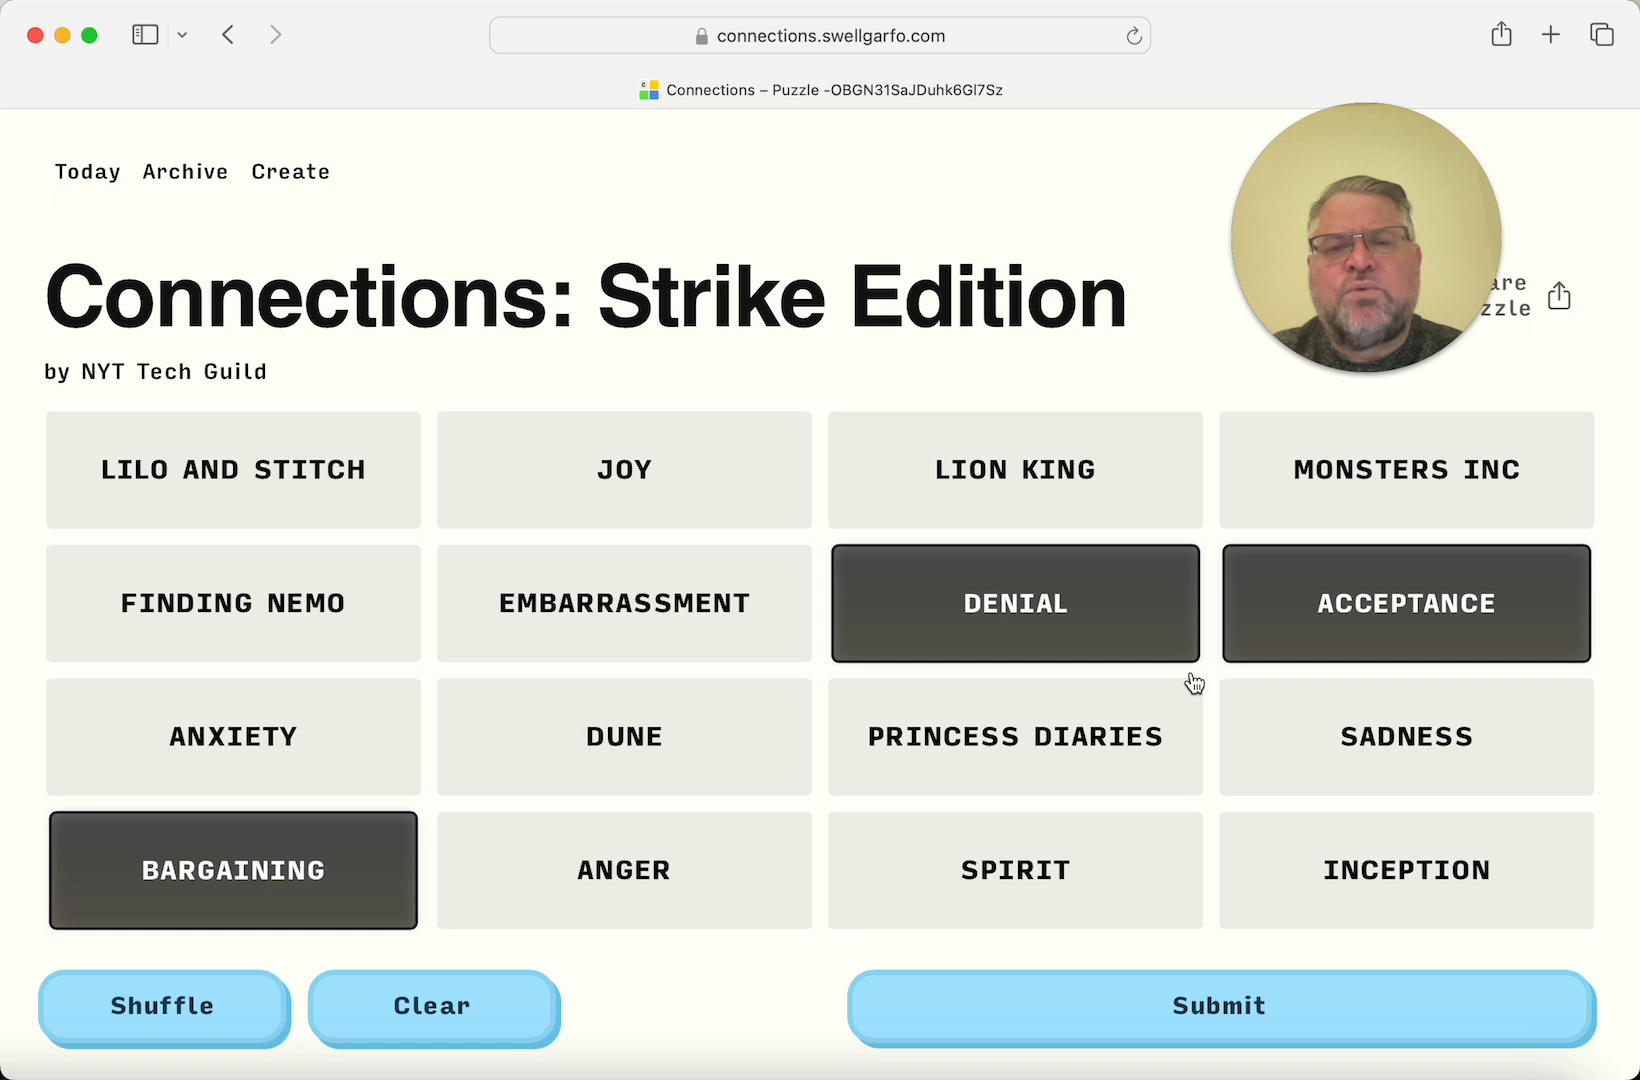 connections.swellgarfo.com
Connections – Puzzle -OBGN31SaJDuhk6Gl7Sz
Today Archive Create
Connections: Strike Edition
by NYT Tech Guild
LILO AND STITCH JOY LION KING MONSTERS INC
FINDING NEMO EMBARRASSMENT DENIAL ACCEPTANCE
ANXIETY DUNE PRINCESS DIARIES SADNESS
BARGAINING ANGER SPIRIT INCEPTION
Shuffle Clear Submit